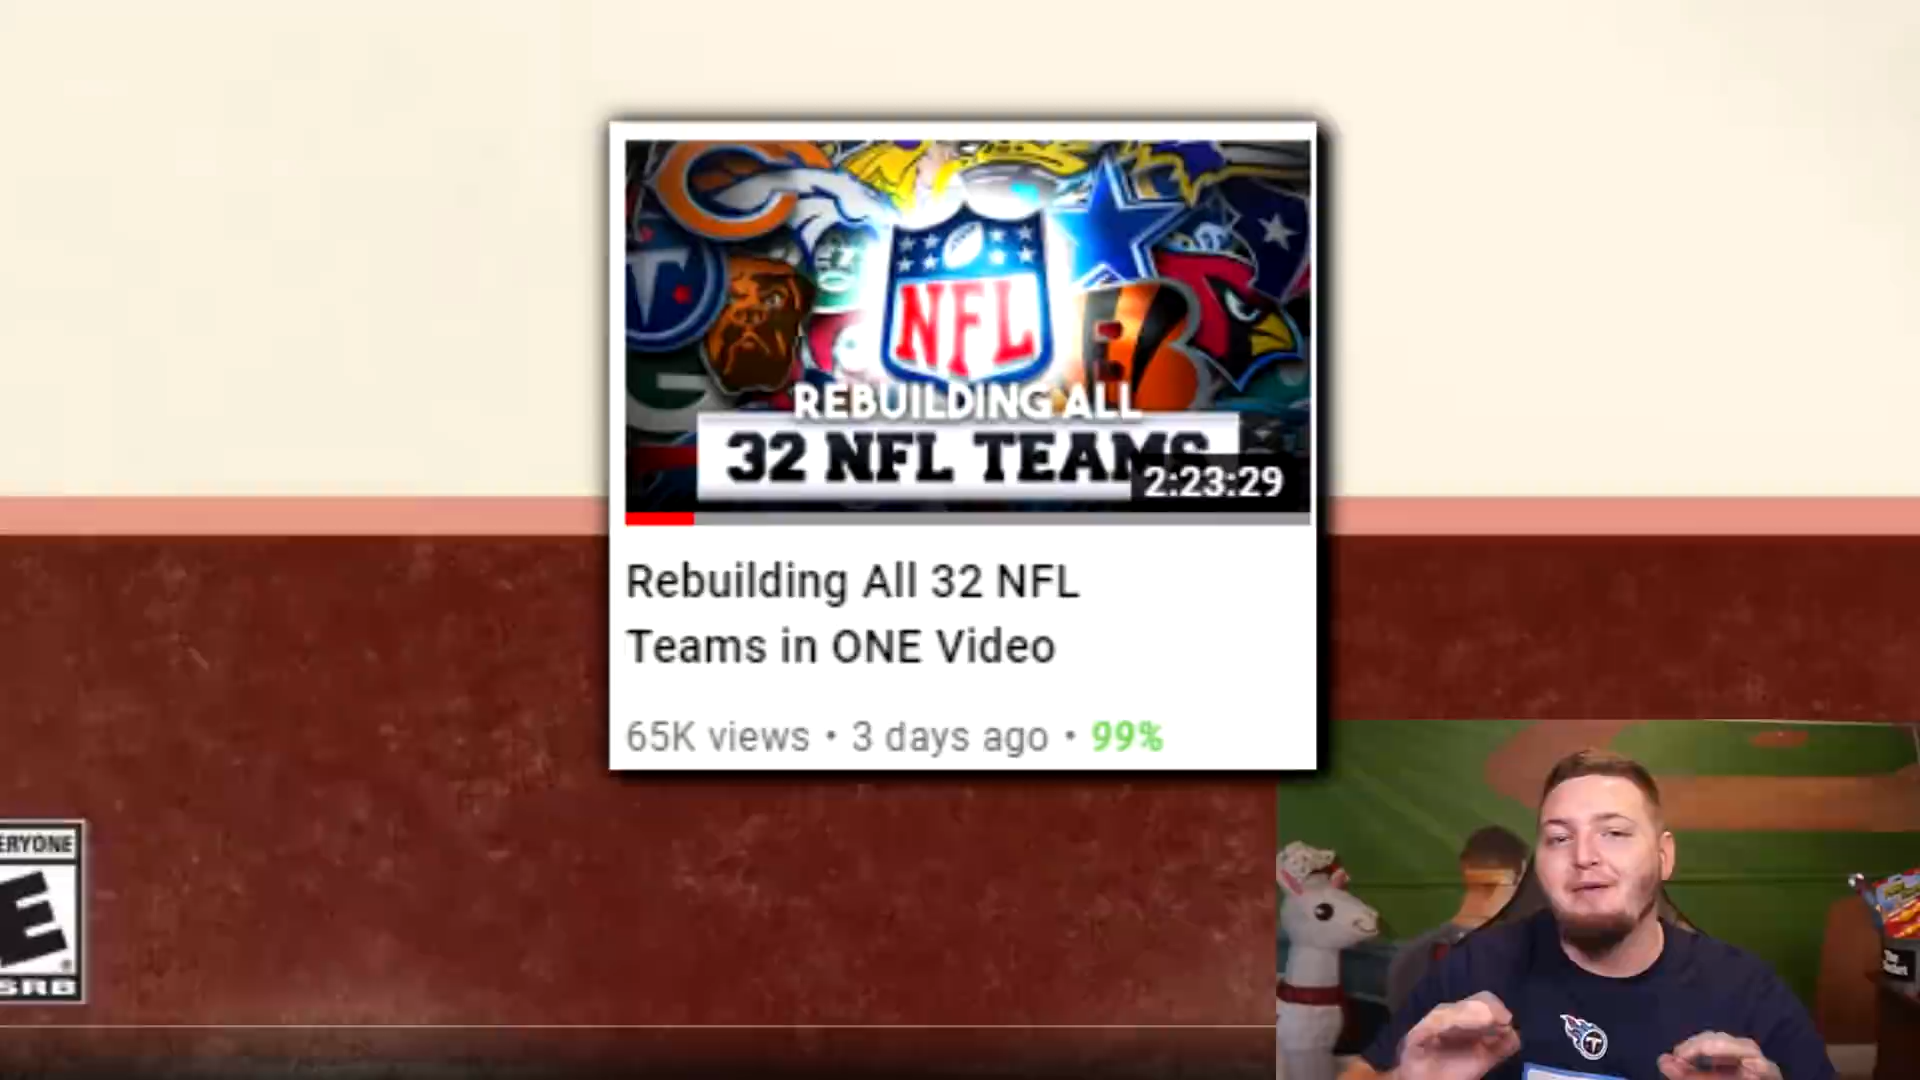 NFL
REBUILDING ALL
32 NFL TEAMS
2:23:29
Rebuilding All 32 NFL
Teams in ONE Video
65K views • 3 days ago • 99%
ERYONE
E
SRB
T
The